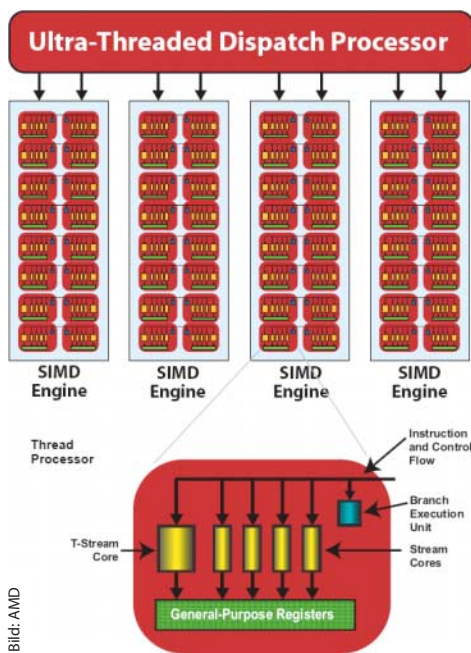 Ultra-Threaded Dispatch Processor
SIMD
Engine
SIMD
Engine
SIMD
Engine
SIMD
Engine
Thread
Processor
Instruction
and Control
Flow
Branch
Execution
Unit
T-Stream
Core
Stream
Cores
General-Purpose Registers
Bild: AMD